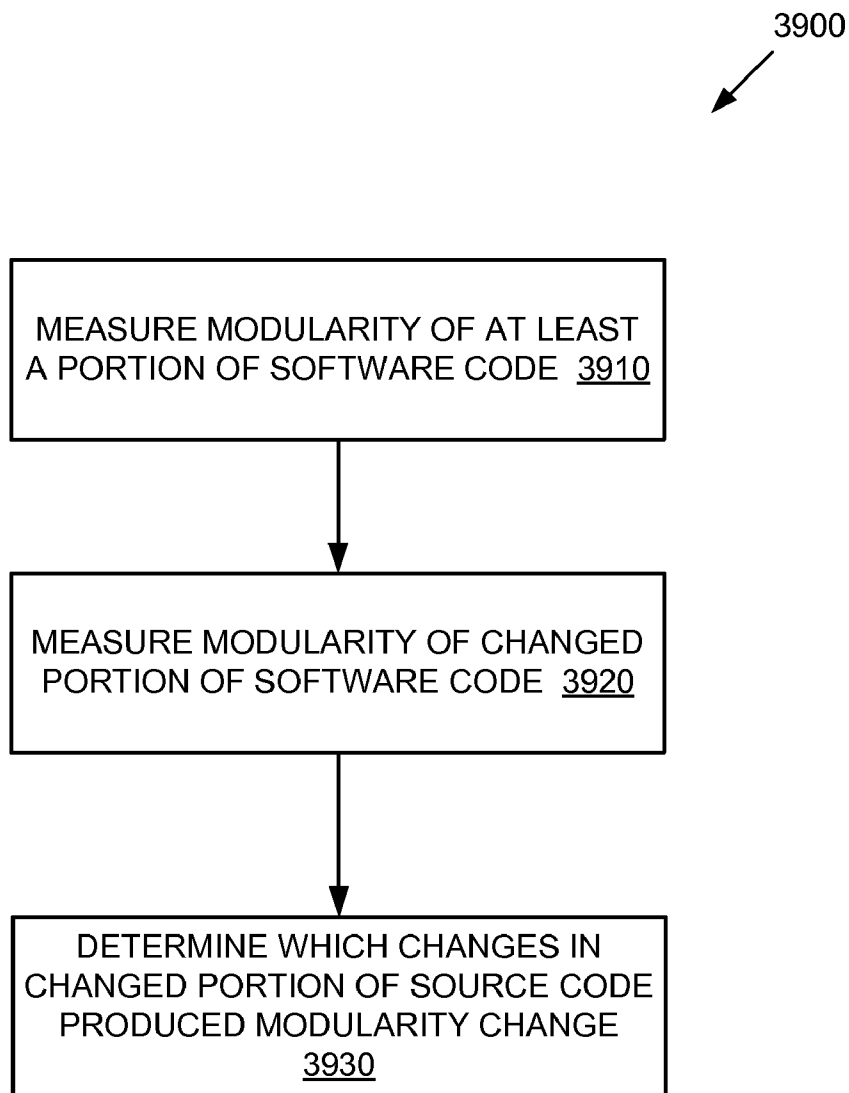 3900
MEASURE MODULARITY OF AT LEAST
A PORTION OF SOFTWARE CODE 3910
MEASURE MODULARITY OF CHANGED
PORTION OF SOFTWARE CODE 3920
DETERMINE WHICH CHANGES IN
CHANGED PORTION OF SOURCE CODE
PRODUCED MODULARITY CHANGE
3930